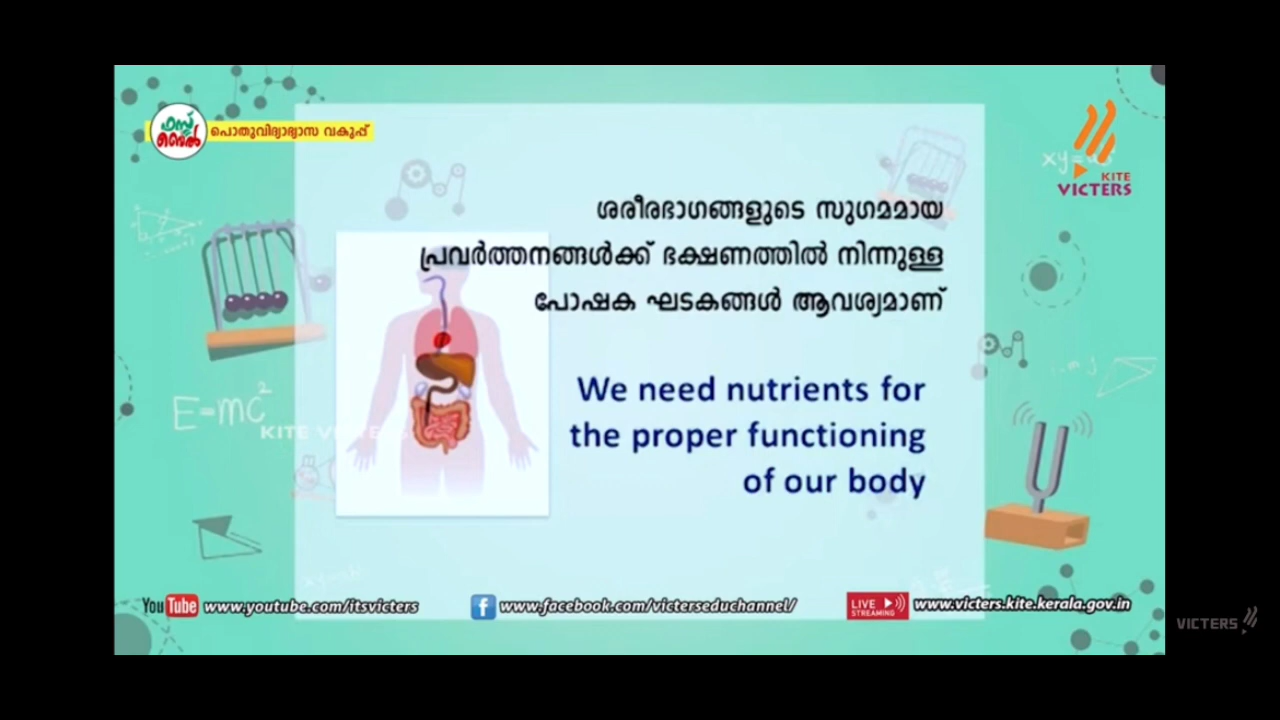 ഫസ്റ്റ്
ബെൽ
പൊതുവിദ്യാഭ്യാസ വകുപ്പ്
KITE
VICTERS
ശരീരഭാഗങ്ങളുടെ സുഗമമായ
പ്രവർത്തനങ്ങൾക്ക് ഭക്ഷണത്തിൽ നിന്നുള്ള
പോഷക ഘടകങ്ങൾ ആവശ്യമാണ്
We need nutrients for
the proper functioning
of our body
E=mc²
KITE VICTERS
YouTube www.youtube.com/itsvicters
f www.facebook.com/victerseduchannel/
LIVE STREAMING www.victers.kite.kerala.gov.in
VICTERS